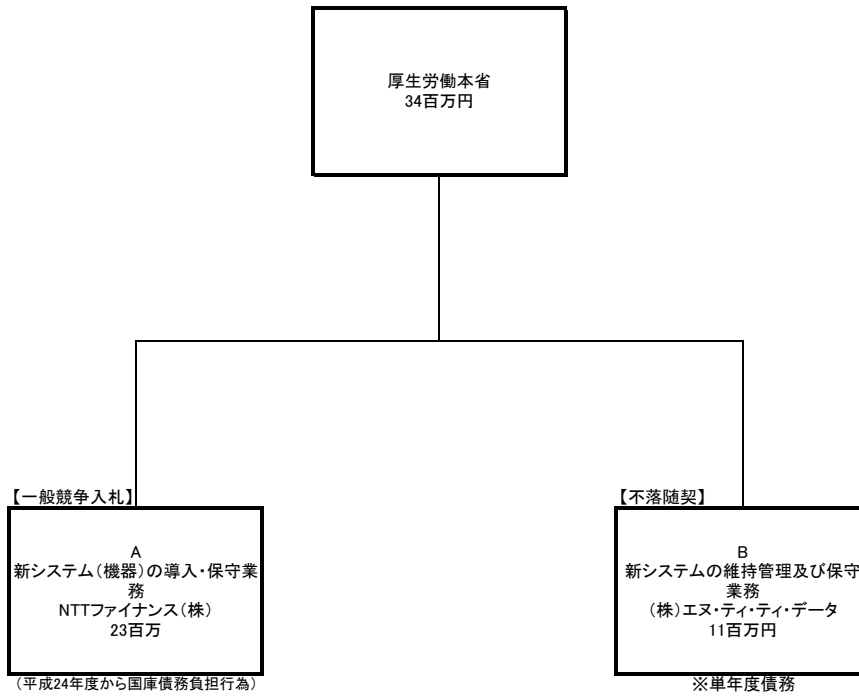 厚生労働本省
34百万円
【一般競争入札】
A
新システム（機器）の導入・保守業
務
NTTファイナンス（株）
23百万
（平成24年度から国庫債務負担行為）
【不落随契】
B
新システムの維持管理及び保守
業務
（株）エヌ・ティ・ティ・データ
11百万円
※単年度債務